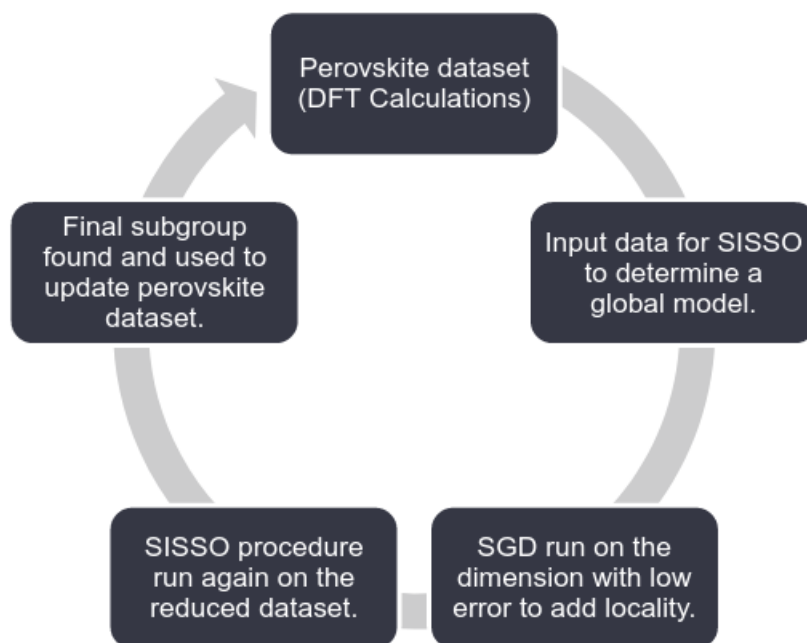 Perovskite dataset
(DFT Calculations)
Input data for SISSO
to determine a
global model.
SGD run on the
dimension with low
error to add locality.
SISSO procedure
run again on the
reduced dataset.
Final subgroup
found and used to
update perovskite
dataset.